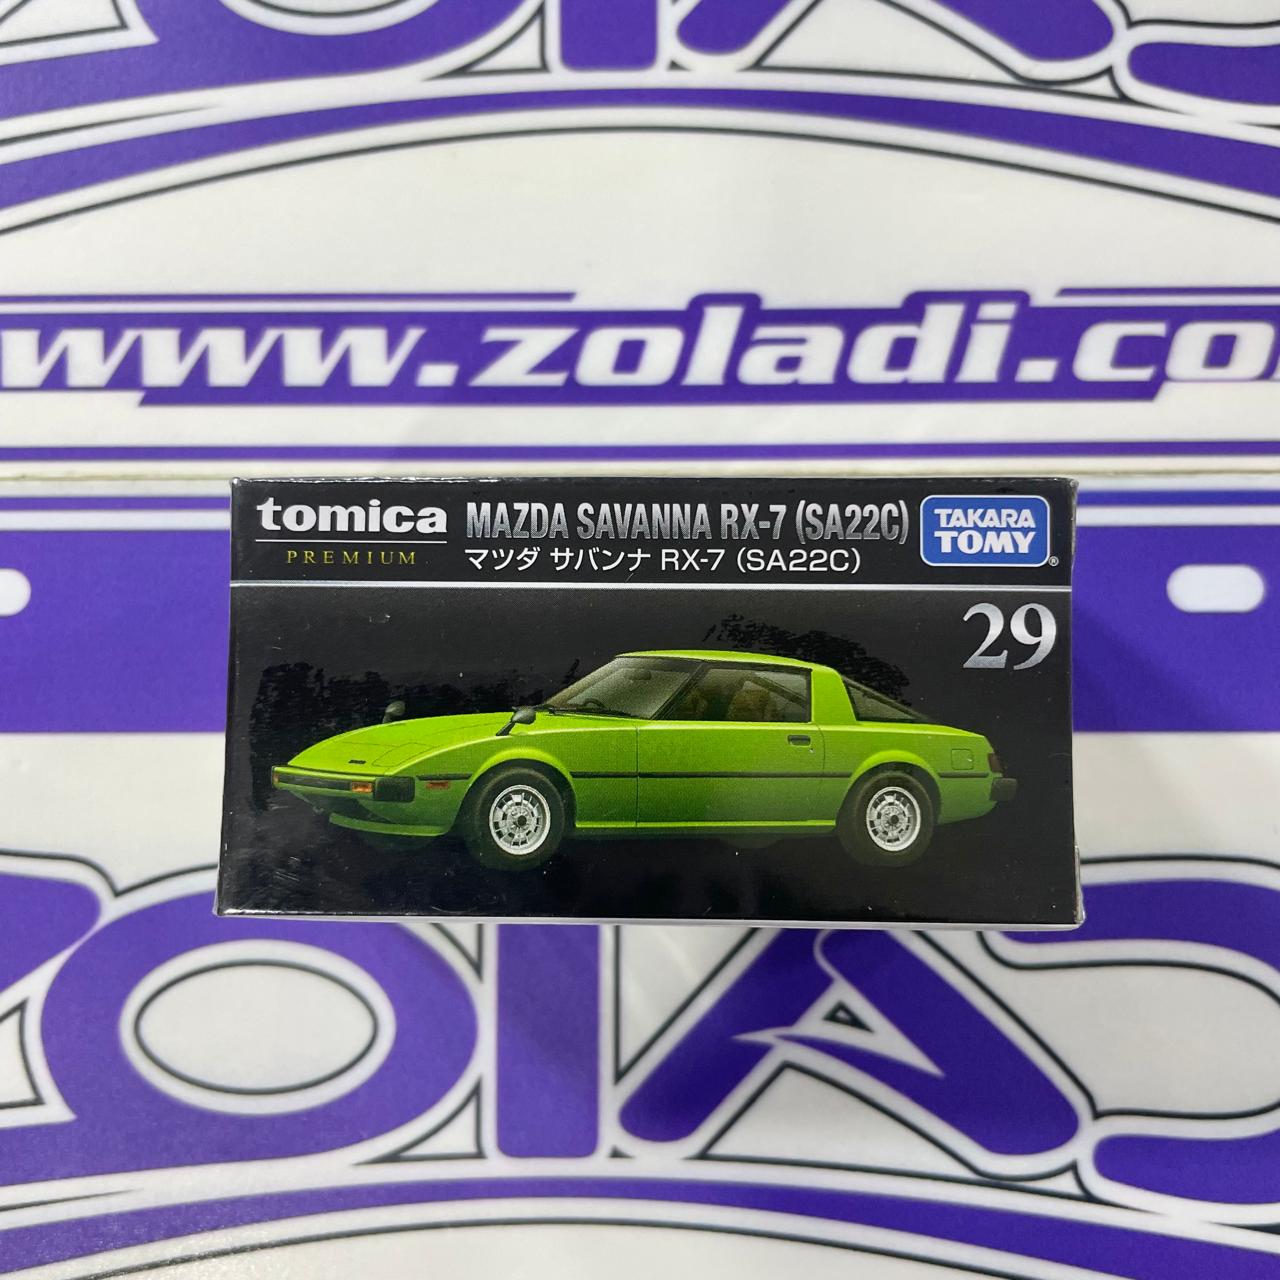 www.zoladi.co
tomica
PREMIUM
MAZDA SAVANNA RX-7 (SA22C)
マツダ サバンナ RX-7 (SA22C)
TAKARA
TOMY
®
29